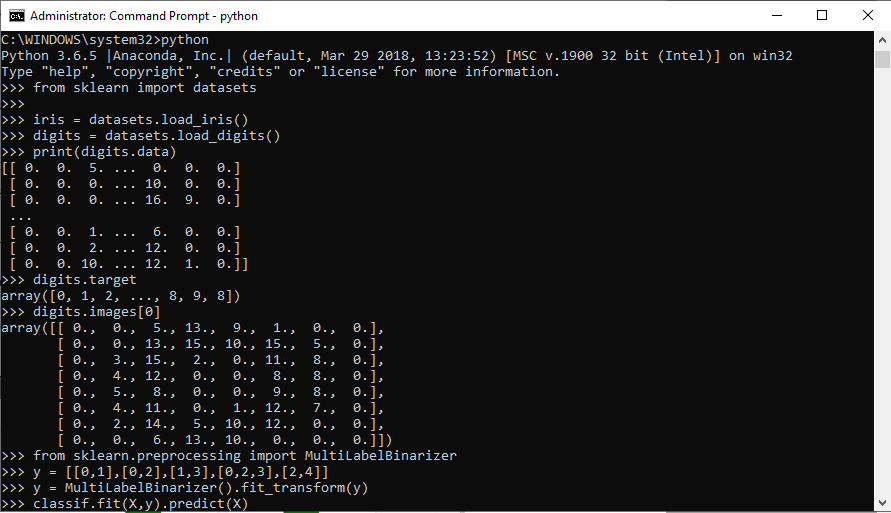 Administrator: Command Prompt - python
C:\WINDOWS\system32>python
Python 3.6.5 |Anaconda, Inc.| (default, Mar 29 2018, 13:23:52) [MSC v.1900 32 bit (Intel)] on win32
Type "help", "copyright", "credits" or "license" for more information.
>>> from sklearn import datasets
>>>
>>> iris = datasets.load_iris()
>>> digits = datasets.load_digits()
>>> print(digits.data)
[[ 0.  0.  5. ...  0.  0.  0.]
 [ 0.  0.  0. ... 10.  0.  0.]
 [ 0.  0.  0. ... 16.  9.  0.]
 ...
 [ 0.  0.  1. ...  6.  0.  0.]
 [ 0.  0.  2. ... 12.  0.  0.]
 [ 0.  0. 10. ... 12.  1.  0.]]
>>> digits.target
array([0, 1, 2, ..., 8, 9, 8])
>>> digits.images[0]
array([[ 0.,  0.,  5., 13.,  9.,  1.,  0.,  0.],
       [ 0.,  0., 13., 15., 10., 15.,  5.,  0.],
       [ 0.,  3., 15.,  2.,  0., 11.,  8.,  0.],
       [ 0.,  4., 12.,  0.,  0.,  8.,  8.,  0.],
       [ 0.,  5.,  8.,  0.,  0.,  9.,  8.,  0.],
       [ 0.,  4., 11.,  0.,  1., 12.,  7.,  0.],
       [ 0.,  2., 14.,  5., 10., 12.,  0.,  0.],
       [ 0.,  0.,  6., 13., 10.,  0.,  0.,  0.]])
>>> from sklearn.preprocessing import MultiLabelBinarizer
>>> y = [[0,1],[0,2],[1,3],[0,2,3],[2,4]]
>>> y = MultiLabelBinarizer().fit_transform(y)
>>> classif.fit(X,y).predict(X)